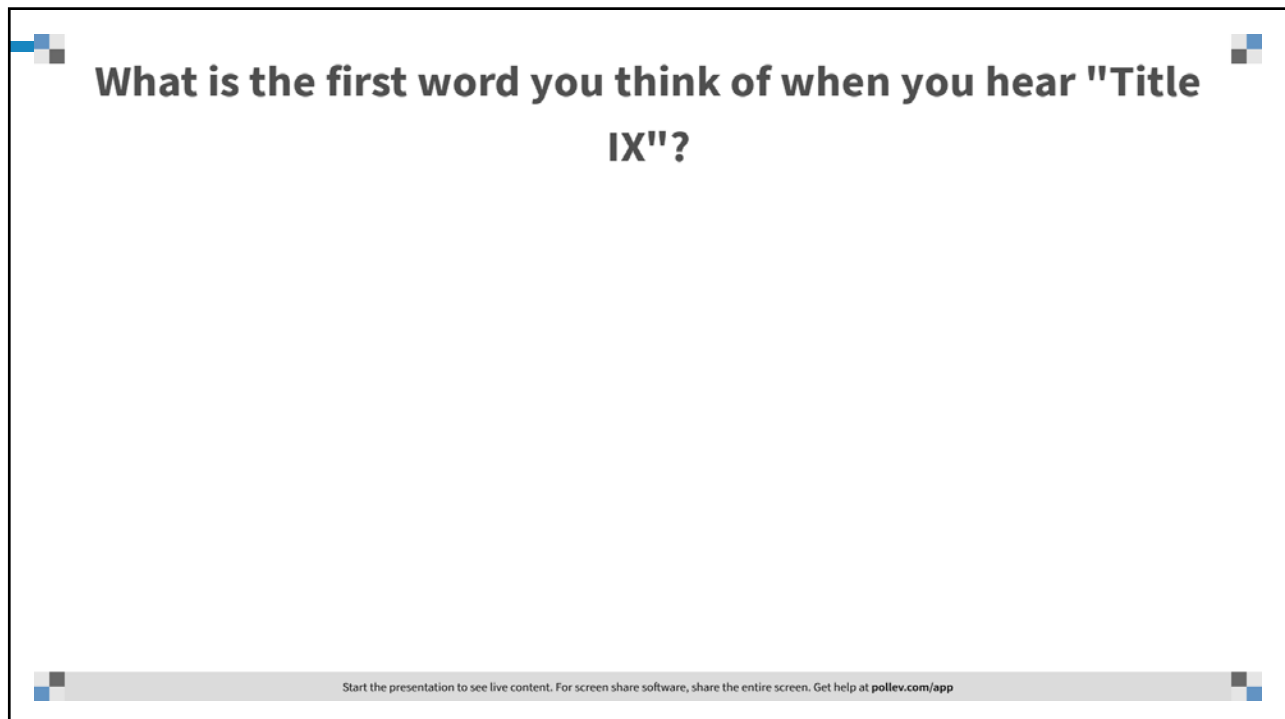 What is the first word you think of when you hear "Title
IX"?
Start the presentation to see live content. For screen share software, share the entire screen. Get help at pollev.com/app